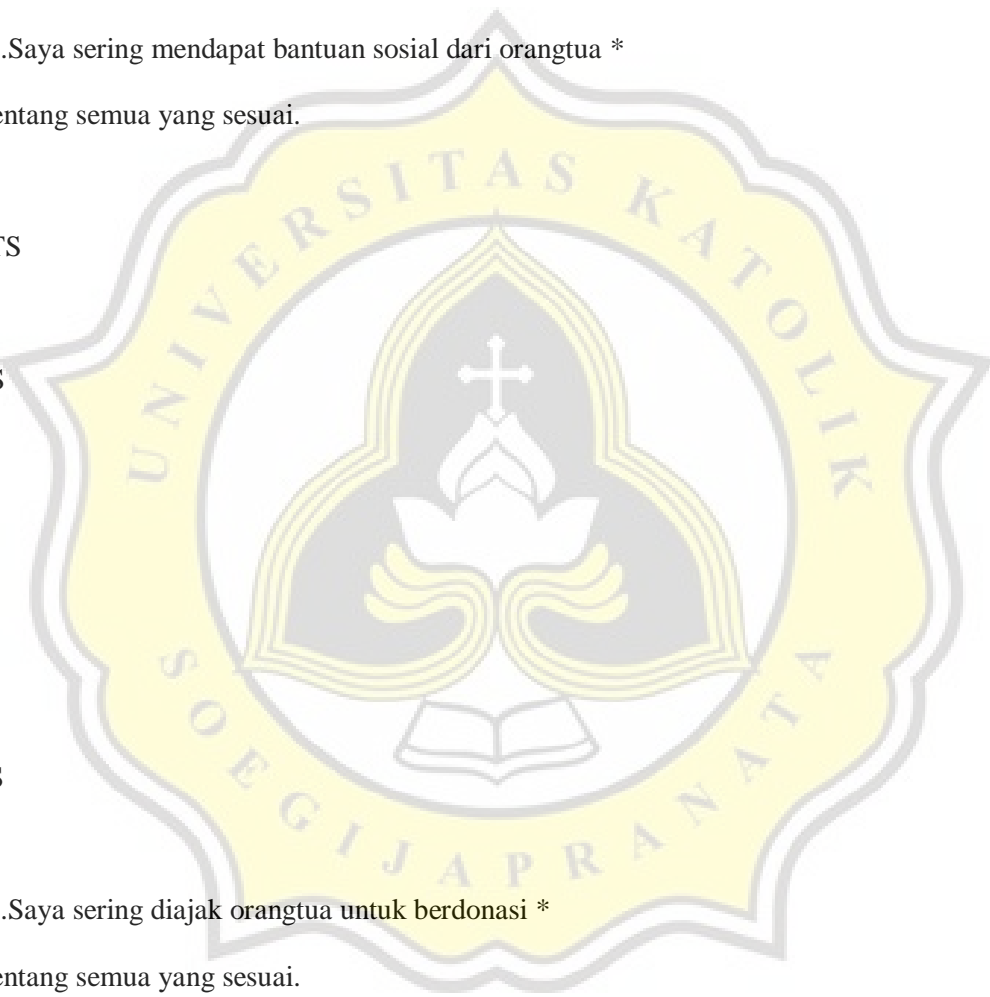 .Saya sering mendapat bantuan sosial dari orangtua *
entang semua yang sesuai.
UNIVERSITAS KATOLIK
TS
S
SOEGIJAPRANATA
S
.Saya sering diajak orangtua untuk berdonasi *
entang semua yang sesuai.